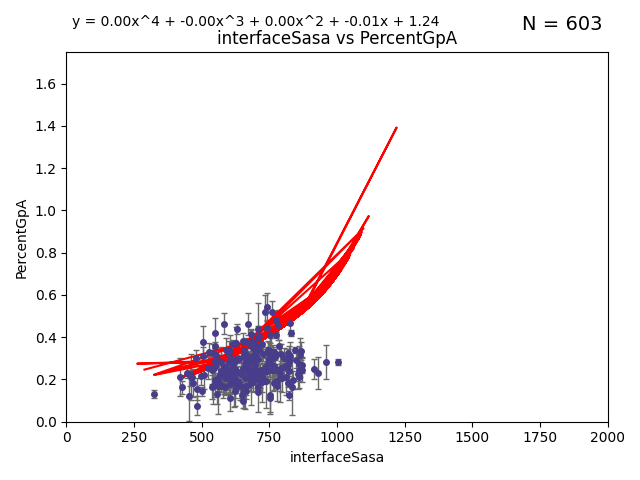 y = 0.00x^4 + -0.00x^3 + 0.00x^2 + -0.01x + 1.24
N = 603
interfaceSasa vs PercentGpA
1.6
1.4
1.2
1.0
0.8
0.6
0.4
0.2
0.0
PercentGpA
0 250 500 750 1000 1250 1500 1750 2000
interfaceSasa